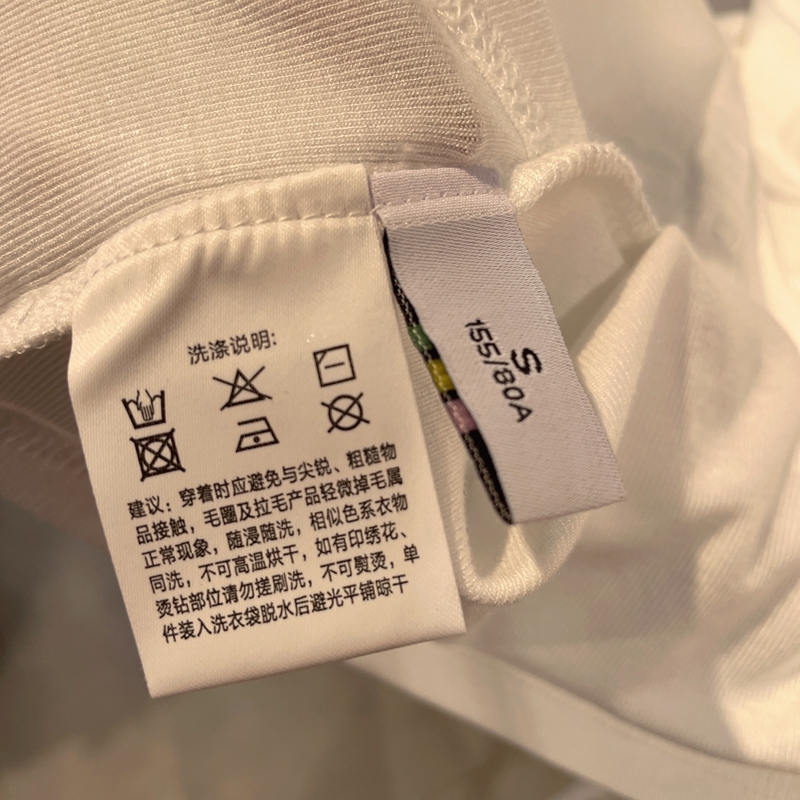 洗涤说明:
建议：穿着时应避免与尖锐、粗糙物
品接触，毛圈及拉毛产品轻微掉毛属
正常现象，随浸随洗，相似色系衣物
同洗，不可高温烘干，如有印绣花、
烫钻部位请勿搓刷洗，不可熨烫，单
件装入洗衣袋脱水后避光平铺晾干
S
155/80A